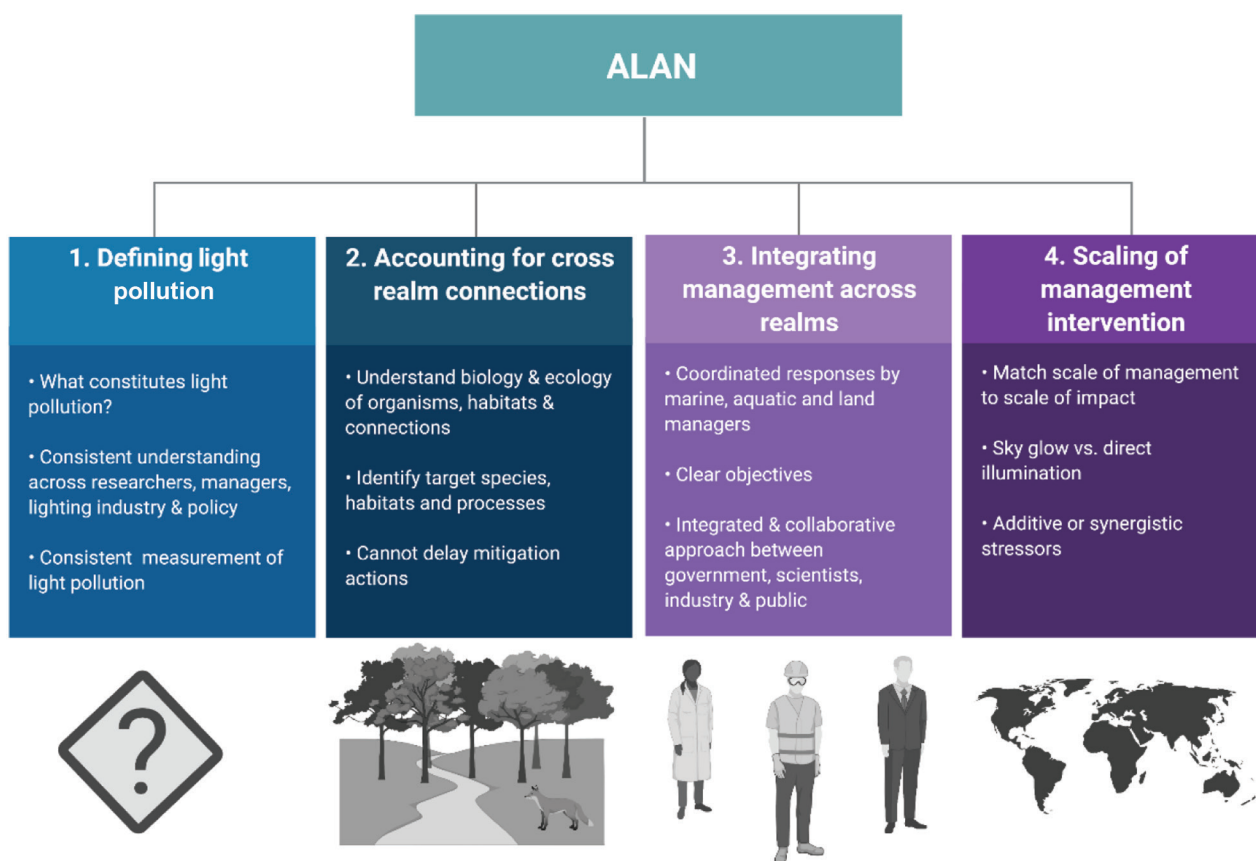 ALAN
1. Defining light
pollution
• What constitutes light
pollution?
• Consistent understanding
across researchers, managers,
lighting industry & policy
• Consistent measurement of
light pollution
2. Accounting for cross
realm connections
• Understand biology & ecology
of organisms, habitats &
connections
• Identify target species,
habitats and processes
• Cannot delay mitigation
actions
3. Integrating
management across
realms
• Coordinated responses by
marine, aquatic and land
managers
• Clear objectives
• Integrated & collaborative
approach between
government, scientists,
industry & public
4. Scaling of
management
intervention
• Match scale of management
to scale of impact
• Sky glow vs. direct
illumination
• Additive or synergistic
stressors
?